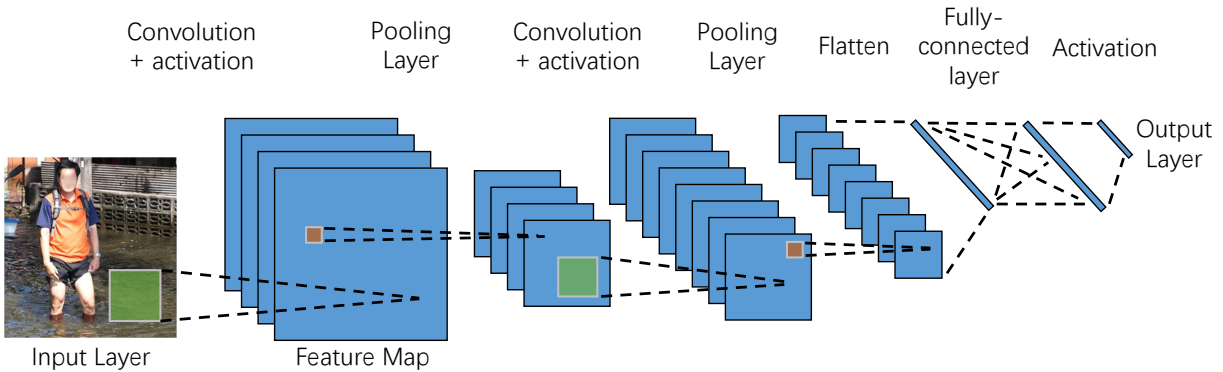 Convolution
+ activation
Pooling
Layer
Convolution
+ activation
Pooling
Layer
Flatten
Fully-
connected
layer
Activation
Output
Layer
Input Layer
Feature Map